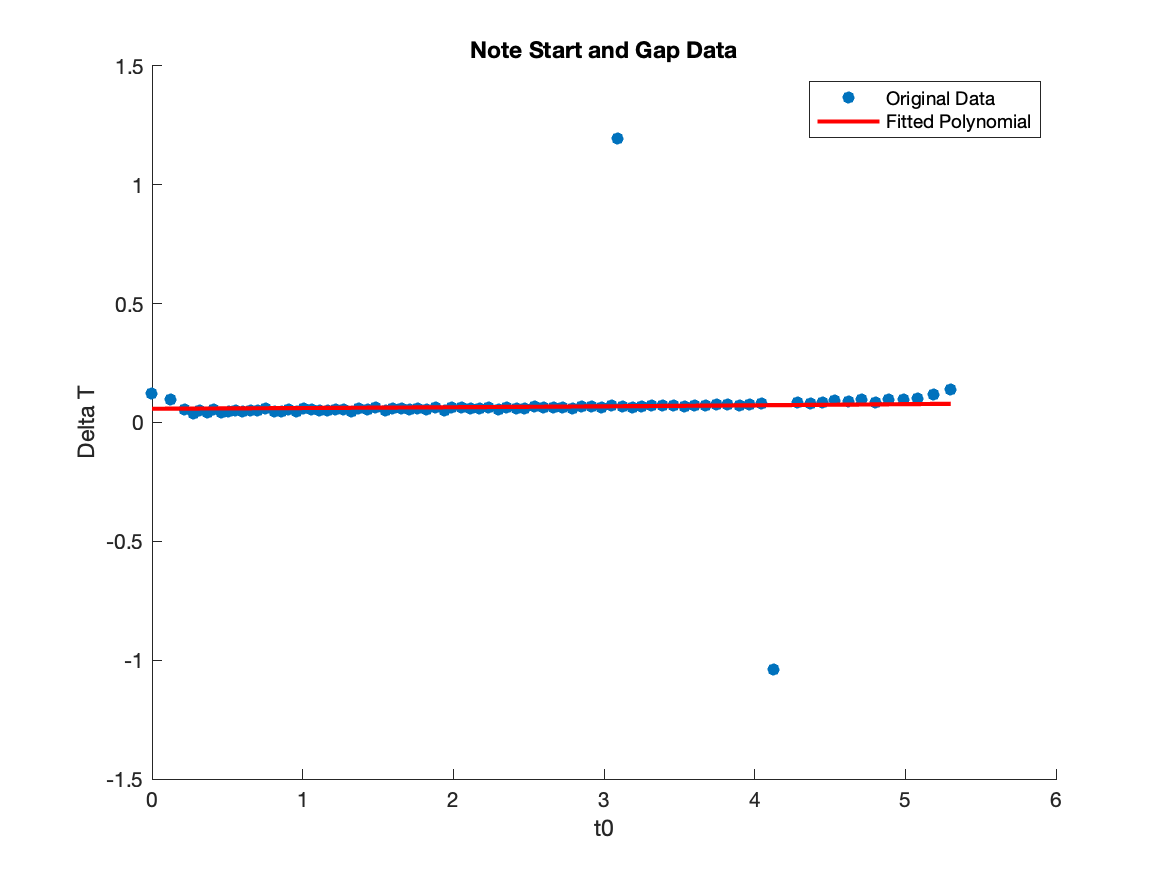 Note Start and Gap Data
1.5
Original Data
Fitted Polynomial
1
0.5
Delta T
0
-0.5
-1
-1.5
0 1 2 3 4 5 6
t0